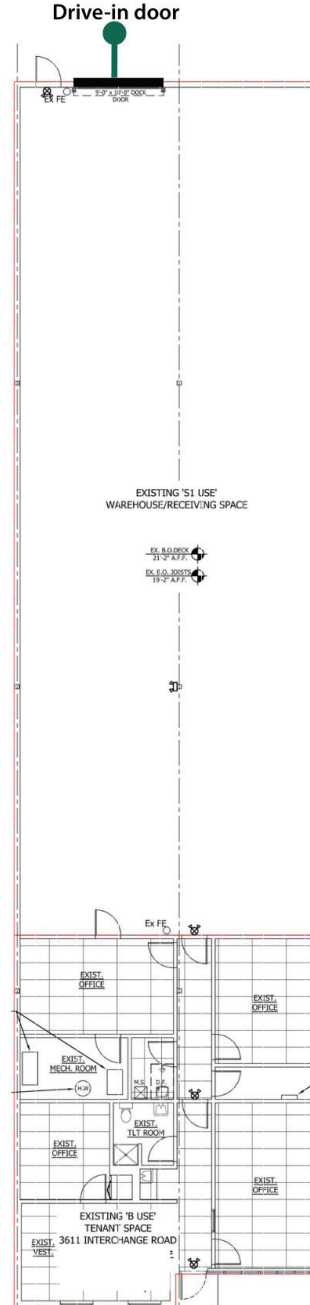 Drive-in door
Ex FE
9'-0" x 10'-0" DOCK
DOOR
EXISTING 'S1 USE'
WAREHOUSE/RECEIVING SPACE
EX. B.O.DECK
21'-2" A.F.F.
EX. B.O. JOISTS
19'-2" A.F.F.
Ex FE
EXIST.
OFFICE
EXIST.
OFFICE
EXIST.
MECH. ROOM
H.W
M.S.
D.F.
EXIST.
TLT ROOM
EXIST.
OFFICE
EXIST.
OFFICE
EXISTING 'B USE'
TENANT SPACE
3611 INTERCHANGE ROAD
EXIST.
VEST.